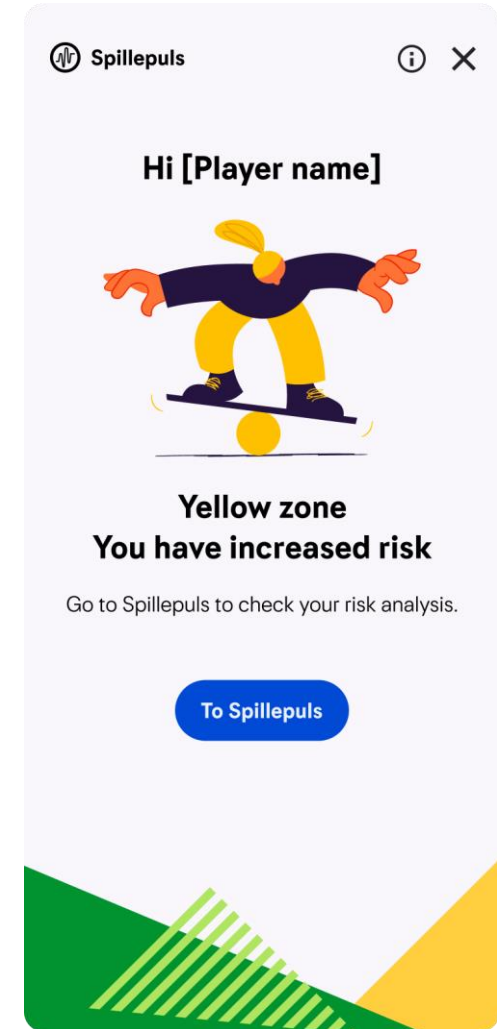 Spillepuls
Hi [Player name]
Yellow zone
You have increased risk
Go to Spillepuls to check your risk analysis.
To Spillepuls